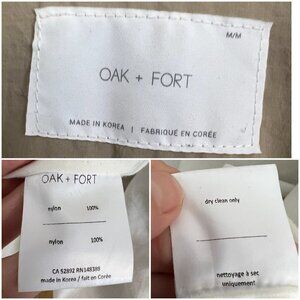 M/M
OAK + FORT
MADE IN KOREA | FABRIQUÉ EN CORÉE
OAK + FORT
nylon 100%
nylon 100%
CA 52892 RN148388
made in Korea / fait en Corée
dry clean only
nettoyage à sec
uniquement